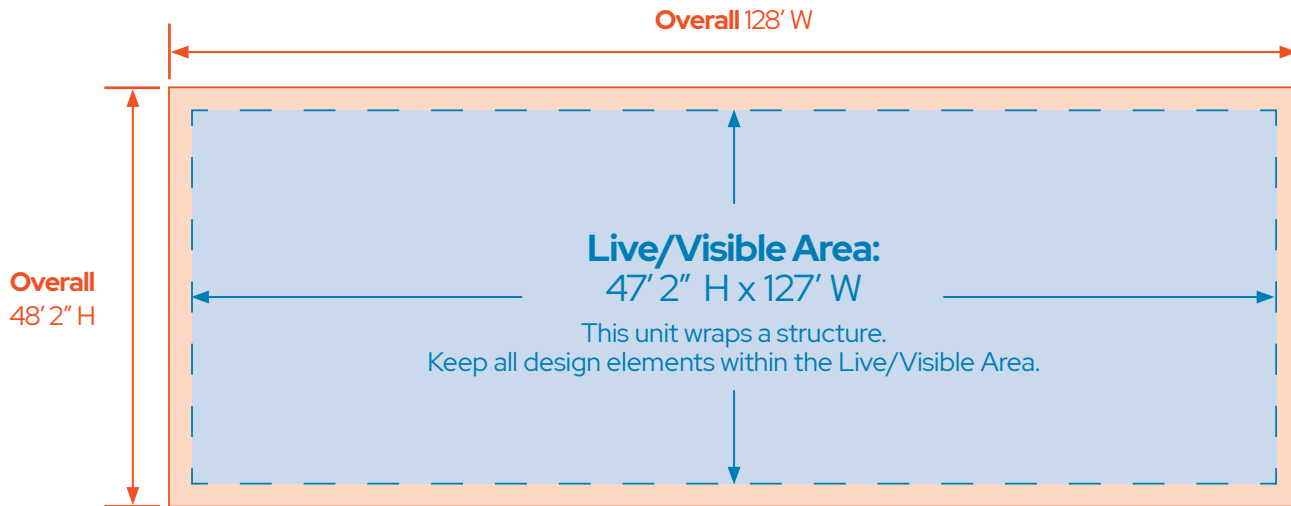 Overall 128’ W
Overall
48’ 2” H
Live/Visible Area:
47’ 2” H x 127’ W
This unit wraps a structure.
Keep all design elements within the Live/Visible Area.